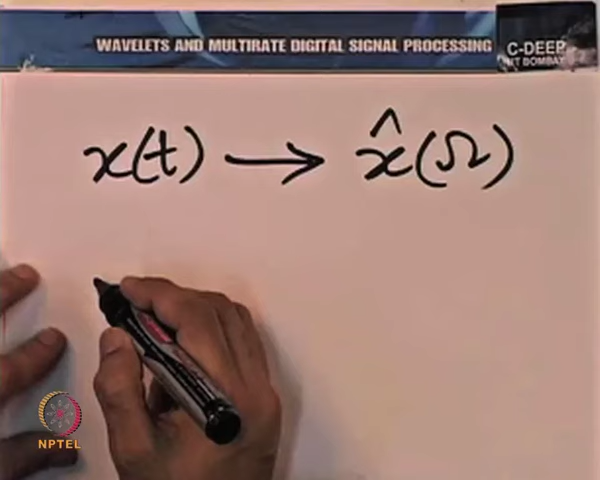 WAVELETS AND MULTIRATE DIGITAL SIGNAL PROCESSING
C-DEEP
IIT BOMBAY
x(t) → x̂(Ω)
NPTEL